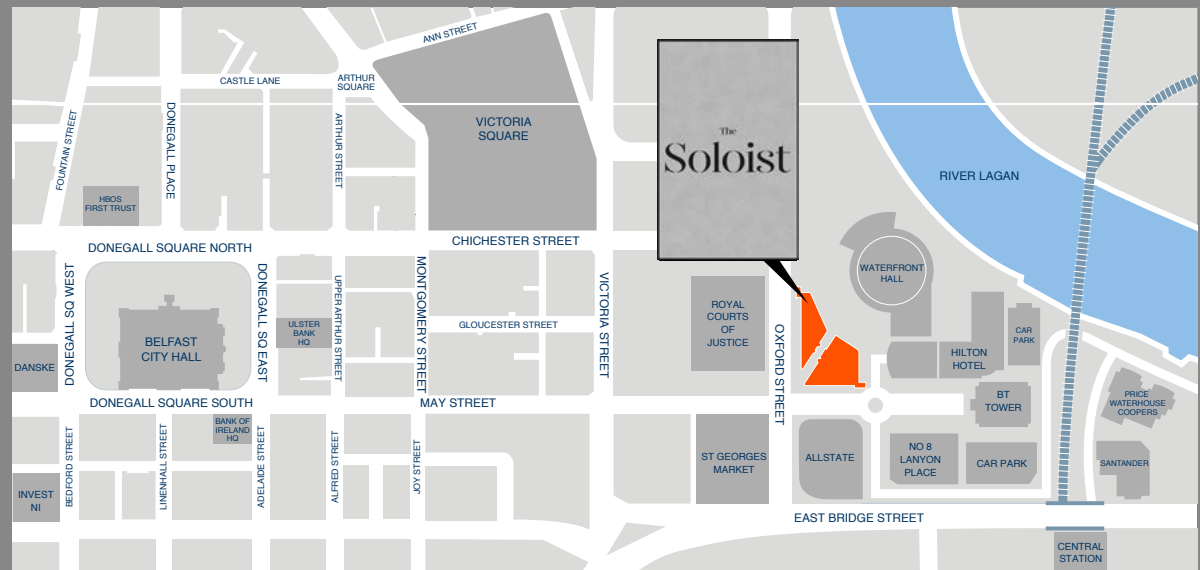 ANN STREET
CASTLE LANE
ARTHUR
SQUARE
FOUNTAIN STREET
DONEGALL PLACE
ARTHUR STREET
VICTORIA
SQUARE
The
Soloist
RIVER LAGAN
HBOS
FIRST TRUST
DONEGALL SQUARE NORTH
CHICHESTER STREET
DONEGALL SQ WEST
BELFAST
CITY HALL
DONEGALL SQ EAST
ULSTER
BANK
HQ
UPPER ARTHUR STREET
MONTGOMERY STREET
GLOUCESTER STREET
VICTORIA STREET
ROYAL
COURTS
OF
JUSTICE
OXFORD STREET
WATERFRONT
HALL
HILTON
HOTEL
CAR
PARK
DANSKE
DONEGALL SQUARE SOUTH
MAY STREET
BT
TOWER
PRICE
WATERHOUSE
COOPERS
BANK OF
IRELAND
HQ
INVEST
NI
BEDFORD STREET
LINENHALL STREET
ADELAIDE STREET
ALFRED STREET
JOY STREET
ST GEORGES
MARKET
ALLSTATE
NO 8
LANYON
PLACE
CAR PARK
SANTANDER
EAST BRIDGE STREET
CENTRAL
STATION